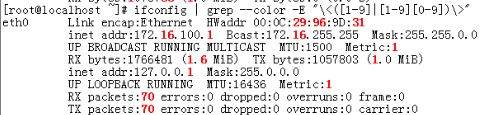 [root@localhost ~]# ifconfig | grep --color -E "\<([1-9]|[1-9][0-9])\>"
eth0      Link encap:Ethernet  HWaddr 00:0C:29:96:9D:31
          inet addr:172.16.100.1  Bcast:172.16.255.255  Mask:255.255.0.0
          UP BROADCAST RUNNING MULTICAST  MTU:1500  Metric:1
          RX bytes:1766481 (1.6 MiB)  TX bytes:1057803 (1.0 MiB)
          inet addr:127.0.0.1  Mask:255.0.0.0
          UP LOOPBACK RUNNING  MTU:16436  Metric:1
          RX packets:70 errors:0 dropped:0 overruns:0 frame:0
          TX packets:70 errors:0 dropped:0 overruns:0 carrier:0